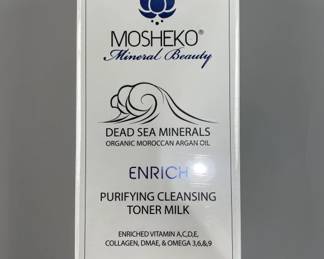 MOSHEKO®
Mineral Beauty
DEAD SEA MINERALS
ORGANIC MOROCCAN ARGAN OIL
ENRICH
PURIFYING CLEANSING
TONER MILK
ENRICHED VITAMIN A,C,D,E,
COLLAGEN, DMAE, & OMEGA 3,6,&9